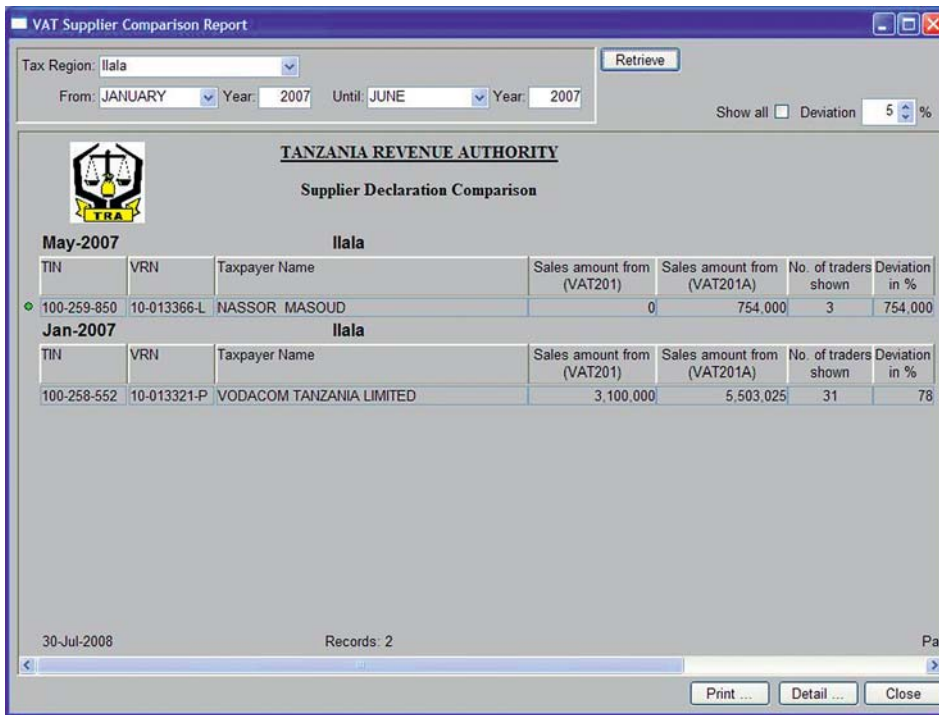 VAT Supplier Comparison Report
Tax Region: Ilala
Retrieve
From: JANUARY Year: 2007 Until: JUNE Year: 2007
Show all Deviation 5 %
TANZANIA REVENUE AUTHORITY
Supplier Declaration Comparison
TRA
May-2007 Ilala
TIN VRN Taxpayer Name Sales amount from (VAT201) Sales amount from (VAT201A) No. of traders shown Deviation in %
100-259-850 10-013366-L NASSOR MASOUD 0 754,000 3 754,000
Jan-2007 Ilala
TIN VRN Taxpayer Name Sales amount from (VAT201) Sales amount from (VAT201A) No. of traders shown Deviation in %
100-258-552 10-013321-P VODACOM TANZANIA LIMITED 3,100,000 5,503,025 31 78
30-Jul-2008 Records: 2 Pa
Print ... Detail ... Close